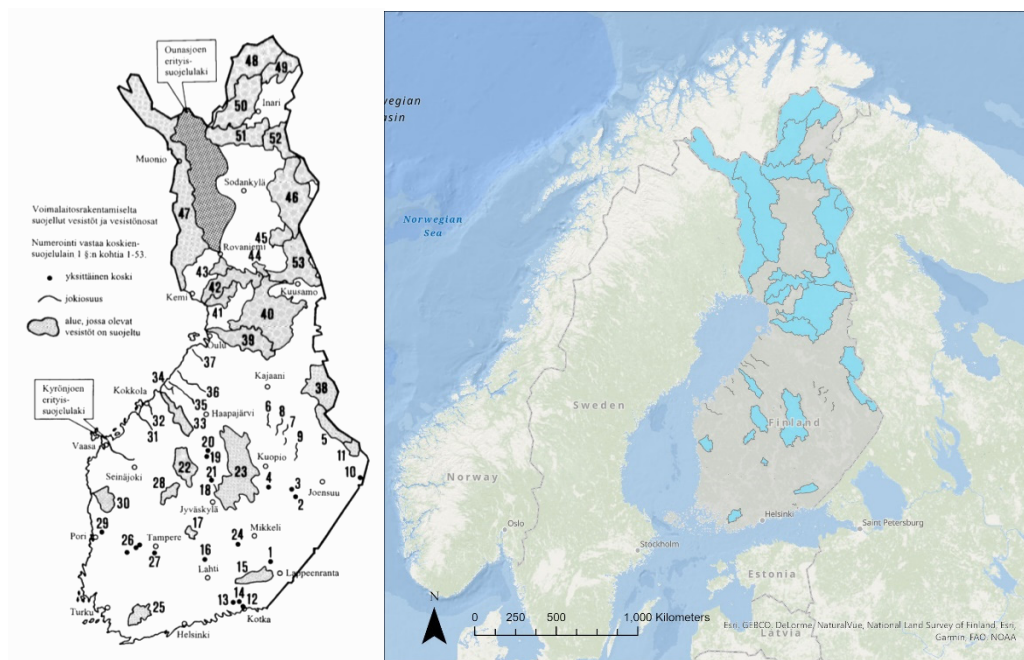 Ounasjoen
erityis-
suojelulaki
48
49
Inari
50
51
52
Muonio
Sodankylä
46
47
Voimalaitosrakentamiselta
suojellut vesistöt ja vesistönosat
Numerointi vastaa koskien-
suojelulain 1 §:n kohtia 1-53.
yksittäinen koski
jokiosuus
alue, jossa olevat
vesistöt on suojeltu
45
Rovaniemi
44
53
43
42
Kuusamo
Kemi
41
40
39
Oulu
37
Kajaani
34
38
Kyrönjoen
erityis-
suojelulaki
Kokkola
36
35
Haapajärvi
6
8
7
32
33
31
9
5
Vaasa
20
19
11
22
23
Kuopio
10
Seinäjoki
21
4
3
Joensuu
28
18
2
30
Jyväskylä
17
29
24
Mikkeli
Pori
26
Tampere
27
16
1
15
Lahti
Lappeenranta
14
13
12
25
Turku
Kotka
Helsinki
wegian
asin
Norwegian
Sea
Sweden
Finland
Norway
Helsinki
Saint Petersburg
Oslo
Stockholm
Estonia
Latvia
N
0 250 500 1,000 Kilometers
Esri, GEBCO, DeLorme, NaturalVue, National Land Survey of Finland, Esri,
Garmin, FAO, NOAA